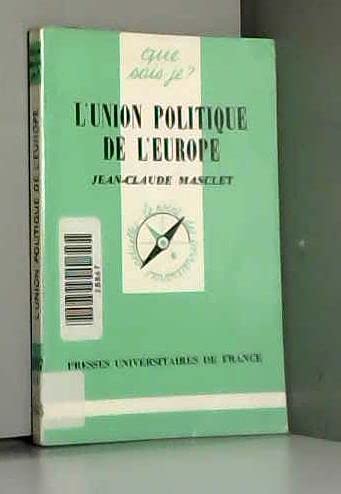 que
sais-je?
L'UNION POLITIQUE
DE L'EUROPE
JEAN-CLAUDE MASCLET
PRESSES UNIVERSITAIRES DE FRANCE
L'UNION POLITIQUE DE L'EUROPE